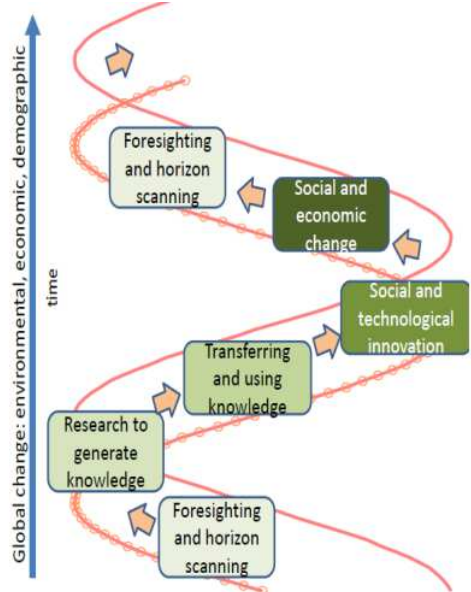 Global change: environmental, economic, demographic
time
Foresighting
and horizon
scanning
Social and
economic
change
Social and
technological
innovation
Transferring
and using
knowledge
Research to
generate
knowledge
Foresighting
and horizon
scanning